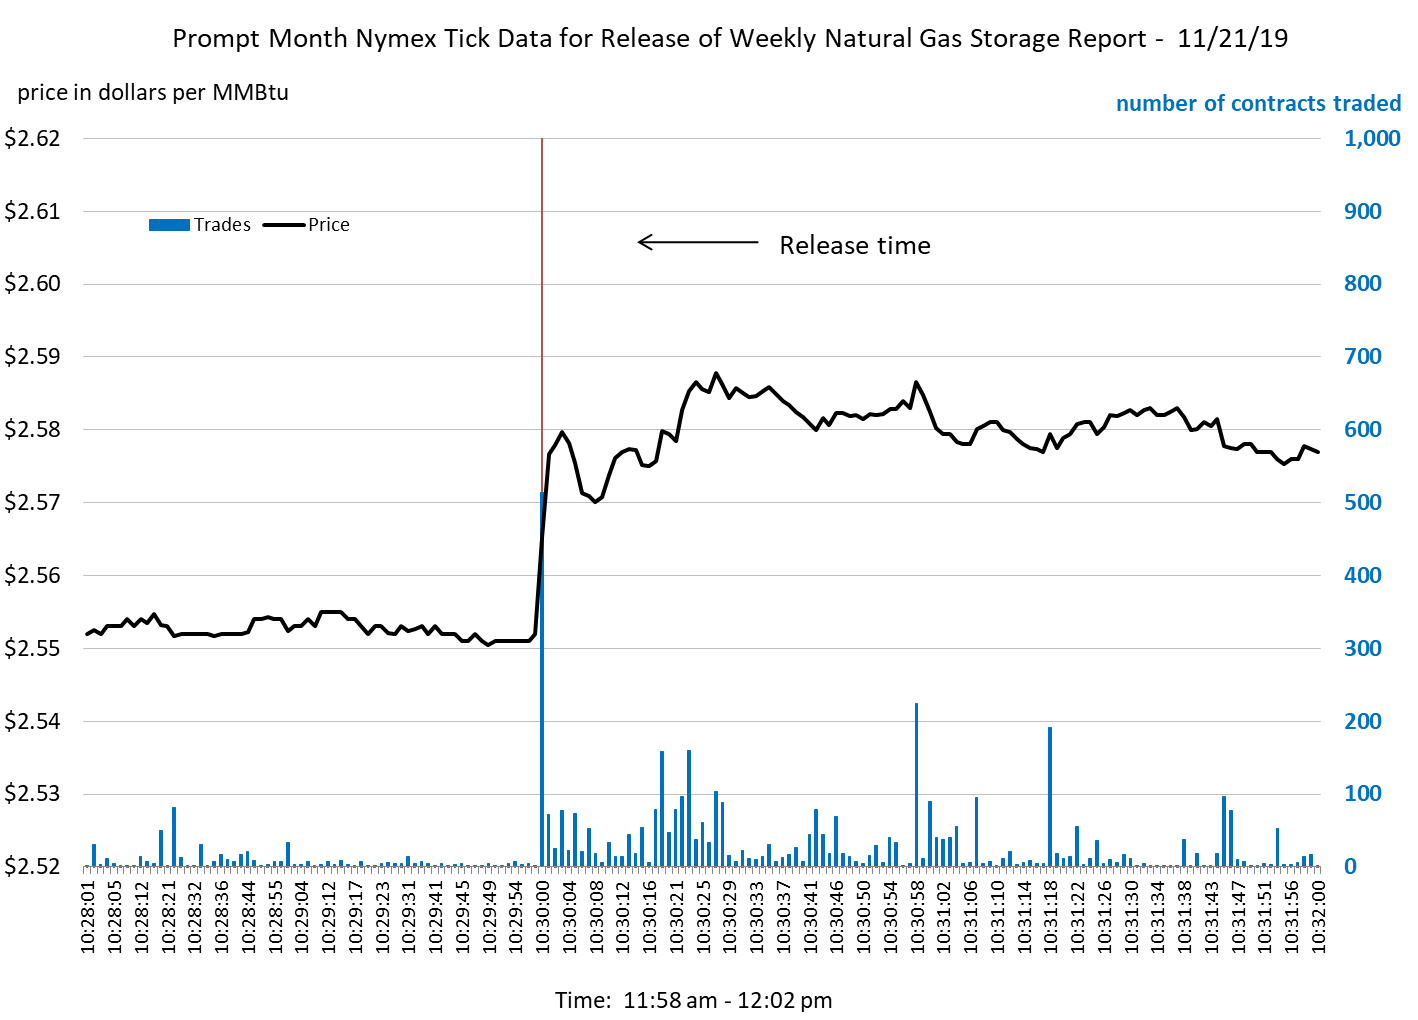 Prompt Month Nymex Tick Data for Release of Weekly Natural Gas Storage Report -  11/21/19
price in dollars per MMBtu
number of contracts traded
$2.62 1,000
$2.61 900
Trades Price
Release time
$2.60 800
$2.59 700
$2.58 600
$2.57 500
$2.56 400
$2.55 300
$2.54 200
$2.53 100
$2.52 0
10:28:01 10:28:05 10:28:12 10:28:21 10:28:32 10:28:36 10:28:44 10:28:55 10:29:04 10:29:12 10:29:17 10:29:23 10:29:31 10:29:41 10:29:45 10:29:49 10:29:54 10:30:00 10:30:04 10:30:08 10:30:12 10:30:16 10:30:21 10:30:25 10:30:29 10:30:33 10:30:37 10:30:41 10:30:46 10:30:50 10:30:54 10:30:58 10:31:02 10:31:06 10:31:10 10:31:14 10:31:18 10:31:22 10:31:26 10:31:30 10:31:34 10:31:38 10:31:43 10:31:47 10:31:51 10:31:56 10:32:00
Time:  11:58 am - 12:02 pm